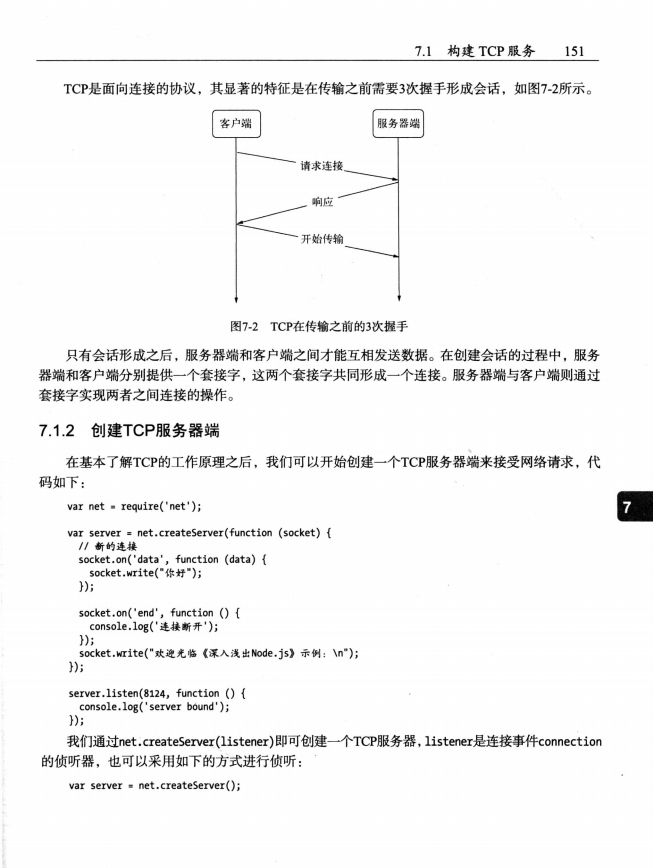 7.1 构建 TCP 服务 151
TCP是面向连接的协议，其显著的特征是在传输之前需要3次握手形成会话，如图7-2所示。
客户端
服务器端
请求连接
响应
开始传输
图7-2 TCP在传输之前的3次握手
只有会话形成之后，服务器端和客户端之间才能互相发送数据。在创建会话的过程中，服务
器端和客户端分别提供一个套接字，这两个套接字共同形成一个连接。服务器端与客户端则通过
套接字实现两者之间连接的操作。
7.1.2 创建TCP服务器端
在基本了解TCP的工作原理之后，我们可以开始创建一个TCP服务器端来接受网络请求，代
码如下：
var net = require('net');
7
var server = net.createServer(function (socket) {
// 新的连接
socket.on('data', function (data) {
socket.write("你好");
});
socket.on('end', function () {
console.log('连接断开');
});
socket.write("欢迎光临《深入浅出Node.js》示例：\n");
});
server.listen(8124, function () {
console.log('server bound');
});
我们通过net.createServer(listener)即可创建一个TCP服务器，listener是连接事件connection
的侦听器，也可以采用如下的方式进行侦听：
var server = net.createServer();